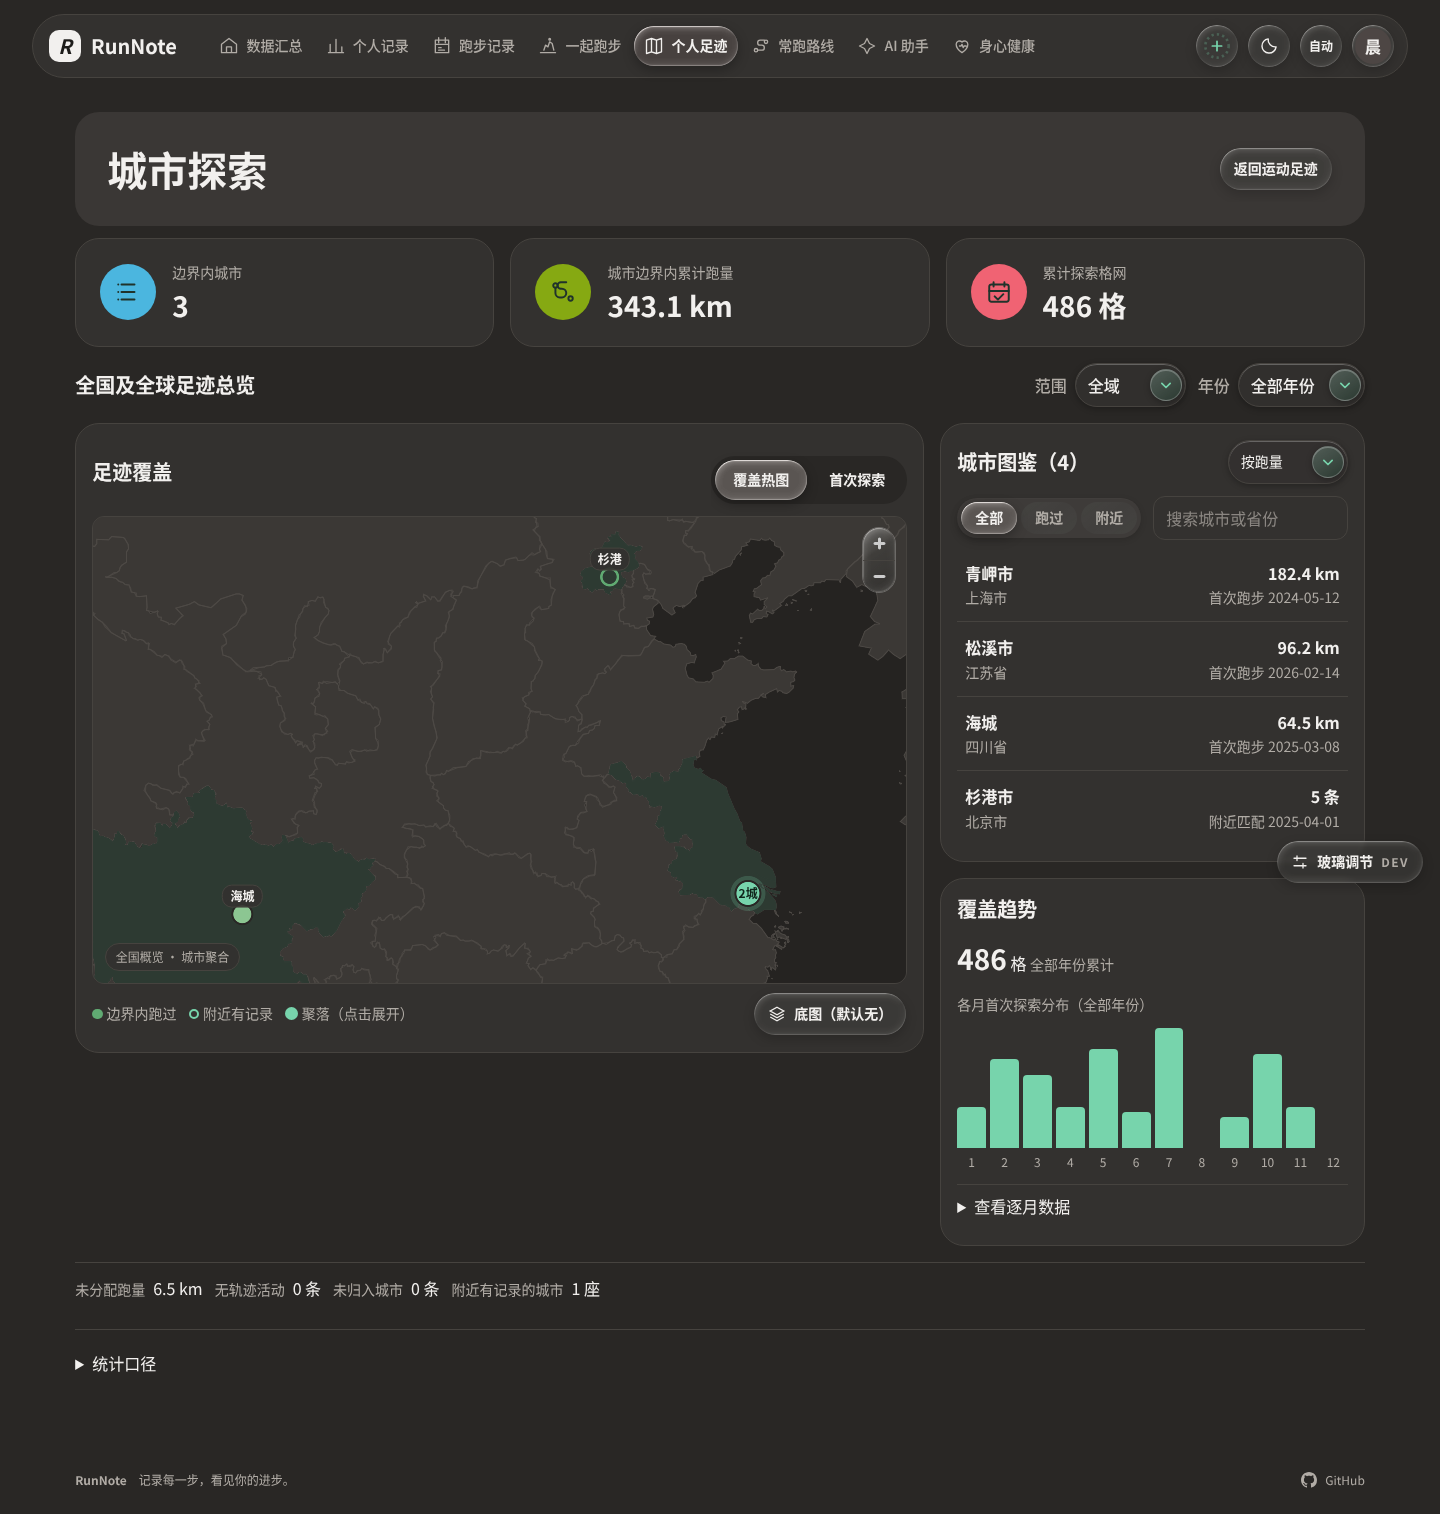 R RunNote 数据汇总 个人记录 跑步记录 一起跑步 个人足迹 常跑路线 AI 助手 身心健康 自动 晨
城市探索 返回运动足迹
边界内城市
3
城市边界内累计跑量
343.1 km
累计探索格网
486 格
全国及全球足迹总览 范围 全域 年份 全部年份
足迹覆盖 覆盖热图 首次探索
杉港
海城
2城
全国概览 · 城市聚合
边界内跑过 附近有记录 聚落（点击展开） 底图（默认无）
城市图鉴（4） 按跑量
全部 跑过 附近 搜索城市或省份
青岬市 182.4 km
上海市 首次跑步 2024-05-12
松溪市 96.2 km
江苏省 首次跑步 2026-02-14
海城 64.5 km
四川省 首次跑步 2025-03-08
杉港市 5 条
北京市 附近匹配 2025-04-01
玻璃调节 DEV
覆盖趋势
486 格 全部年份累计
各月首次探索分布（全部年份）
1 2 3 4 5 6 7 8 9 10 11 12
查看逐月数据
未分配跑量 6.5 km 无轨迹活动 0 条 未归入城市 0 条 附近有记录的城市 1 座
统计口径
RunNote 记录每一步，看见你的进步。 GitHub